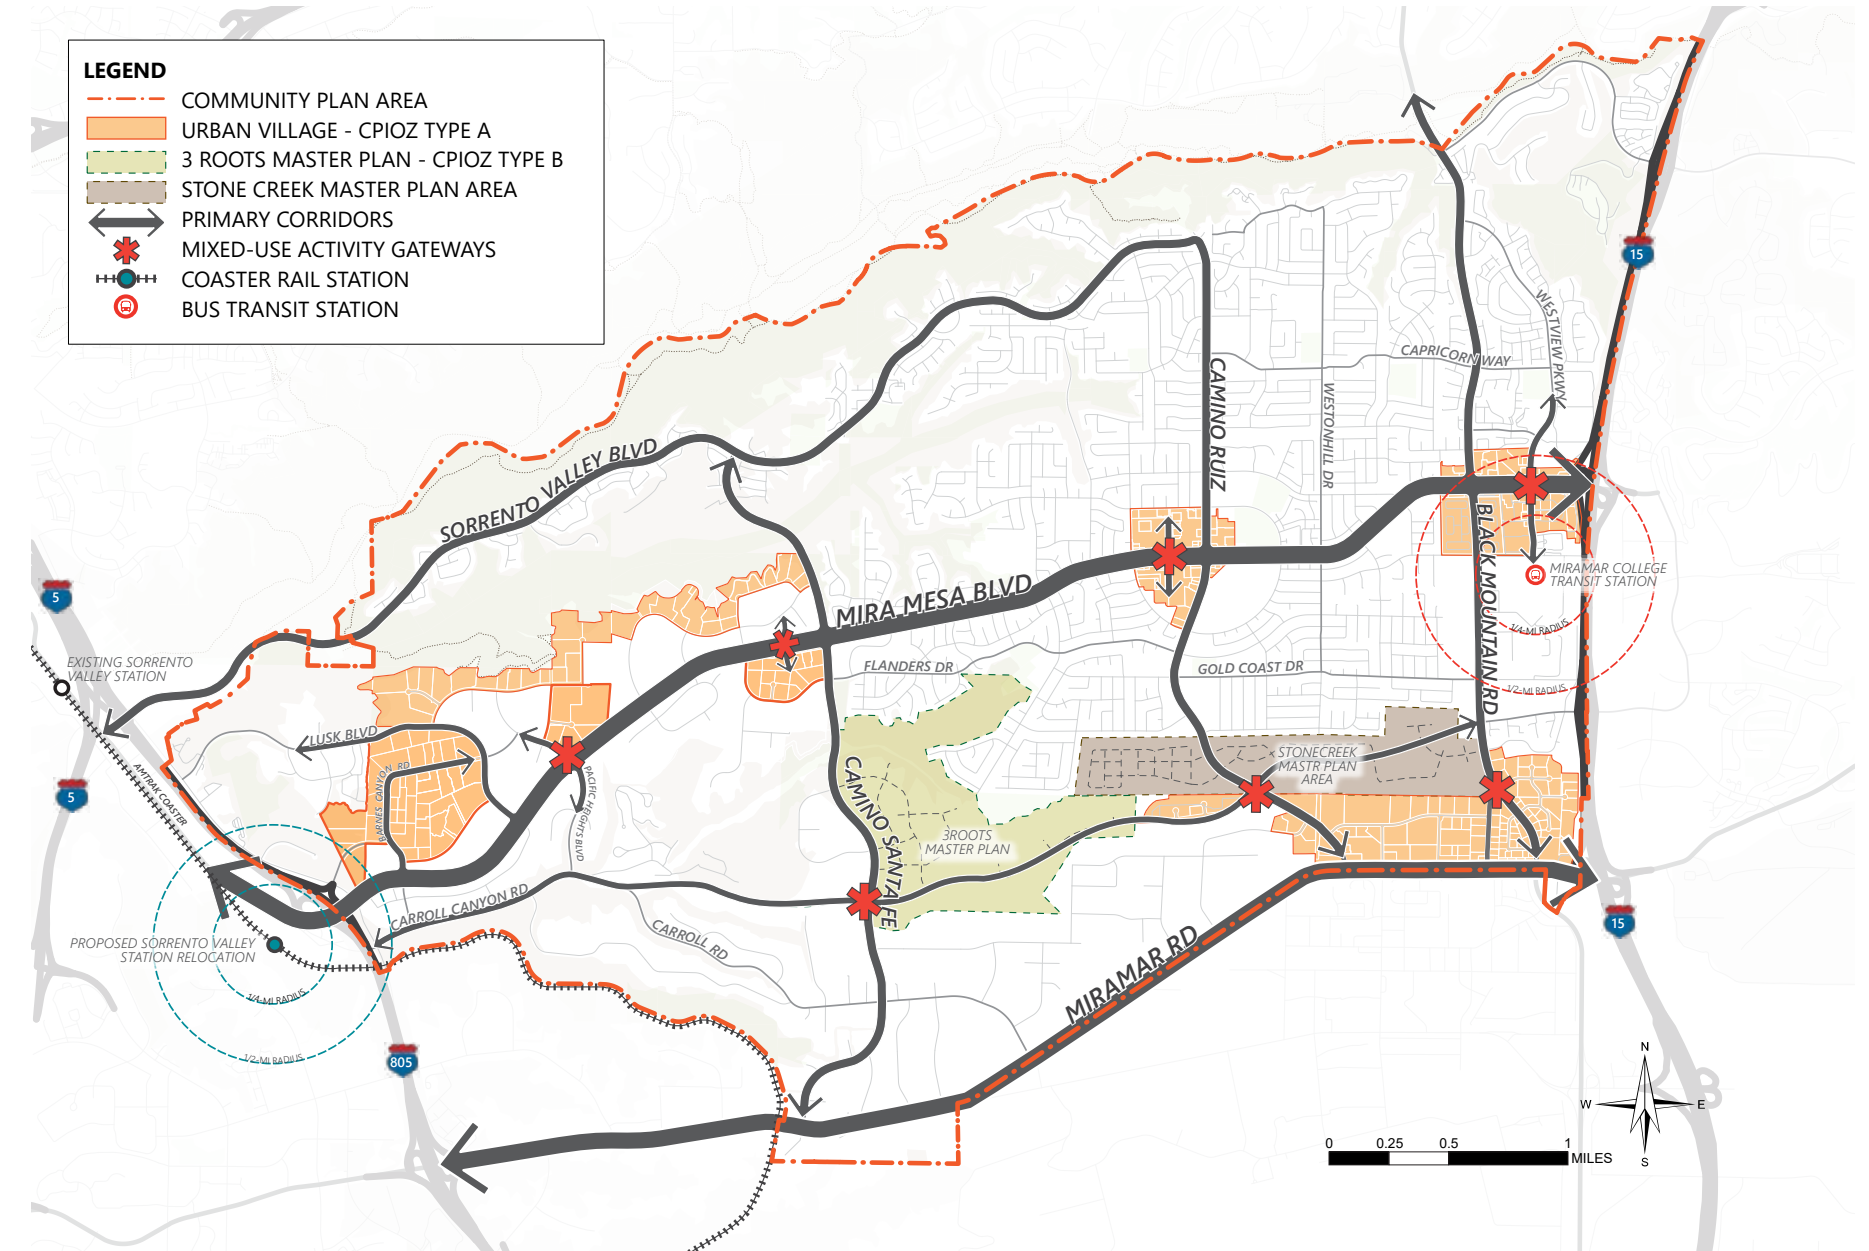 LEGEND
COMMUNITY PLAN AREA
URBAN VILLAGE - CPIOZ TYPE A
3 ROOTS MASTER PLAN - CPIOZ TYPE B
STONE CREEK MASTER PLAN AREA
PRIMARY CORRIDORS
MIXED-USE ACTIVITY GATEWAYS
COASTER RAIL STATION
BUS TRANSIT STATION
15
WESTVIEW PKWY
CAPRICORN WAY
CAMINO RUIZ
WESTONHILL DR
SORRENTO VALLEY BLVD
BLACK MOUNTAIN RD
MIRAMAR COLLEGE
TRANSIT STATION
1/4-MI RADIUS
1/2-MI RADIUS
5
MIRA MESA BLVD
FLANDERS DR
GOLD COAST DR
EXISTING SORRENTO
VALLEY STATION
LUSK BLVD
BARNES CANYON RD
PACIFIC HEIGHTS BLVD
AMTRAK COASTER
5
STONECREEK
MASTR PLAN
AREA
CAMINO SANTA FE
3ROOTS
MASTER PLAN
CARROLL CANYON RD
CARROLL RD
PROPOSED SORRENTO VALLEY
STATION RELOCATION
1/4-MI RADIUS
1/2-MI RADIUS
MIRAMAR RD
15
805
N
W
E
S
0
0.25
0.5
1
MILES